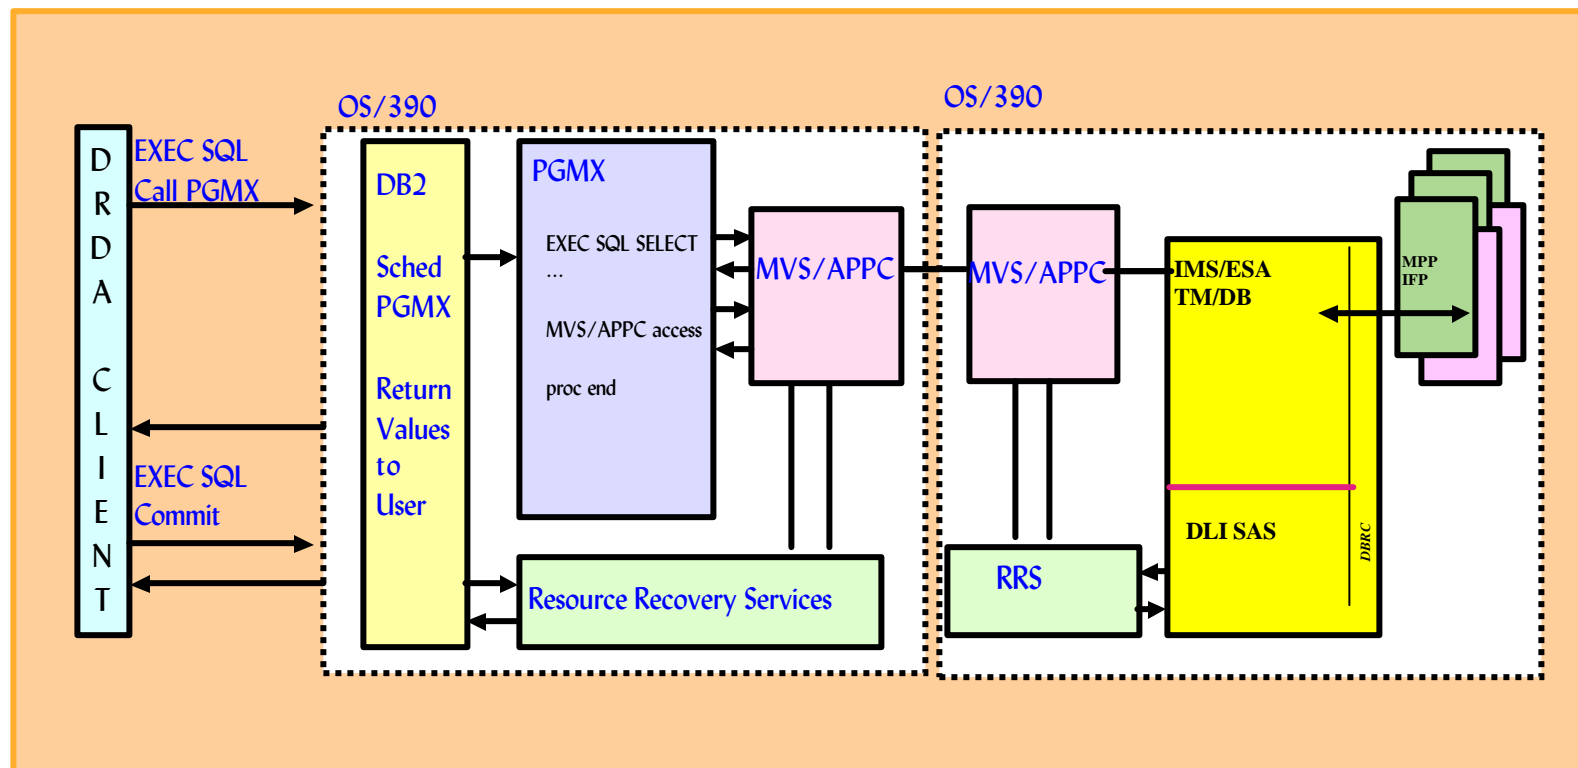 OS/390
OS/390
DRDA CLIENT
EXEC SQL
Call PGMX
EXEC SQL
Commit
DB2
Sched
PGMX
Return
Values
to
User
PGMX
EXEC SQL SELECT
...
MVS/APPC access
proc end
MVS/APPC
Resource Recovery Services
MVS/APPC
RRS
IMS/ESA
TM/DB
DLI SAS
DBRC
MPP
IFP